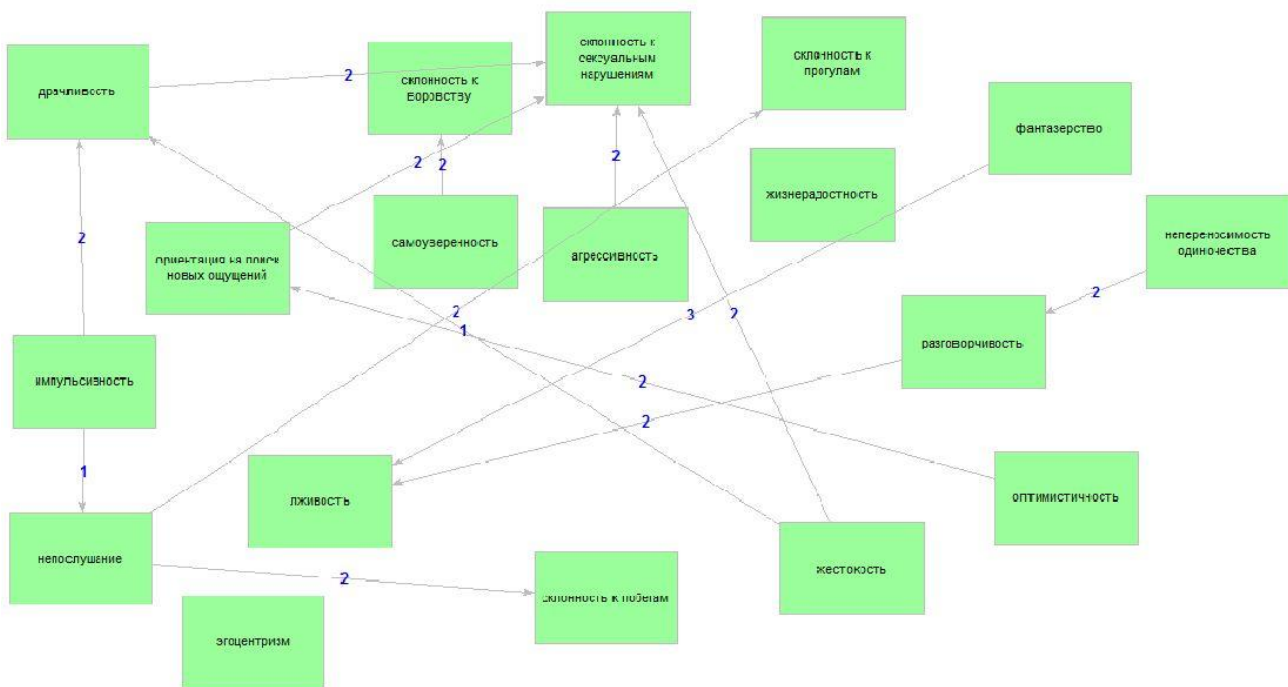 склонность к
сексуальным
нарушениям
склонность к
прогулам
драчливость
склонность к
воровству
2
фантазерство
2
2
2
жизнерадостность
непереносимость
одиночества
2
самоуверенность
агрессивность
ориентация на поиск
новых ощущений
2
2
3
2
1
разговорчивость
импульсивность
2
2
1
лживость
оптимистичность
непослушание
жестокость
2
склонность к побегам
эгоцентризм